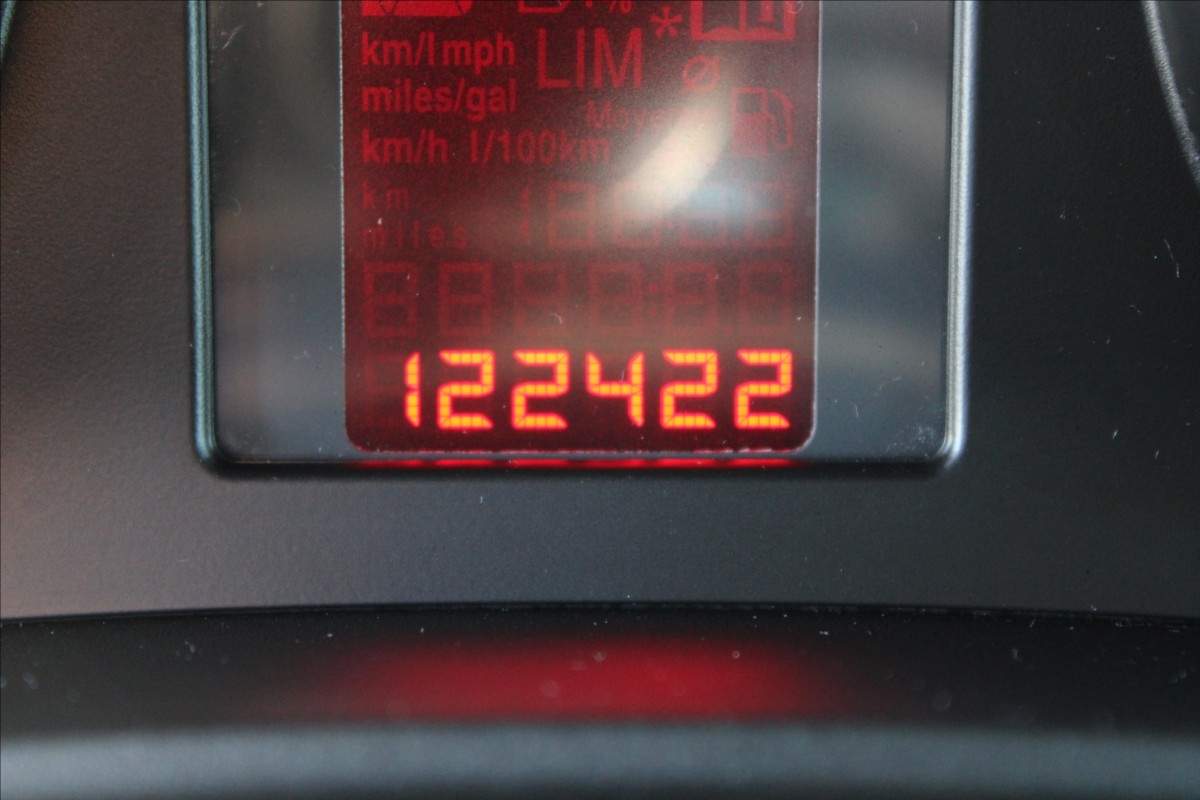 %
km/l mph LIM *
miles/gal Ø
km/h l/100km
km
miles
122422